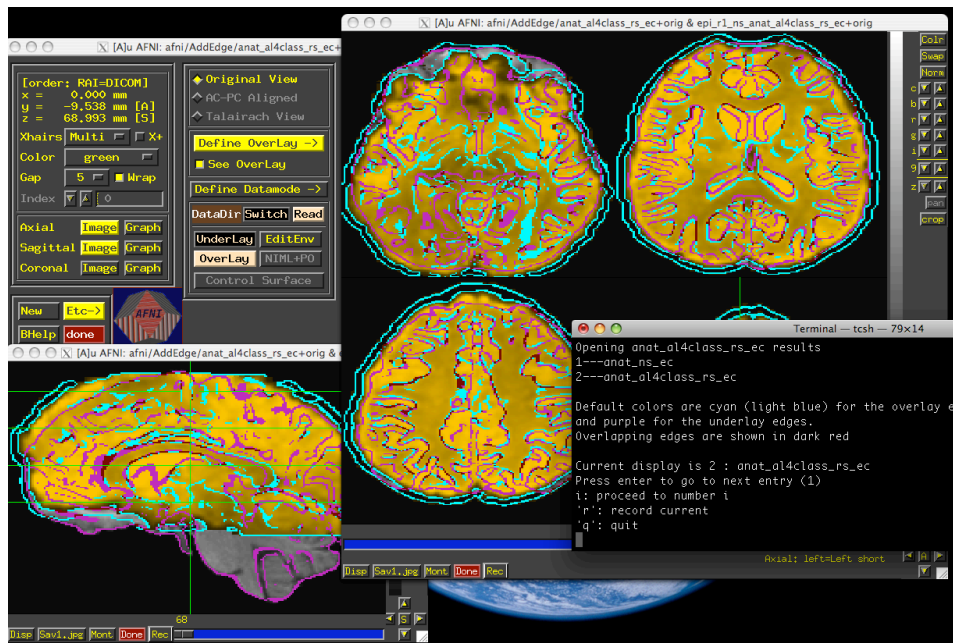 [A]u AFNI: afni/AddEdge/anat_al4class_rs_ec+orig & epi_r1_ns_anat_al4class_rs_ec+orig
[A]u AFNI: afni/AddEdge/anat_al4class_rs_ec+
[order: RAI=DICOM]
x = 0.000 mm
y = -9.538 mm [A]
z = 68.993 mm [S]
Xhairs Multi X+
Color green
Gap 5 Wrap
Index 0
Axial Image Graph
Sagittal Image Graph
Coronal Image Graph
New Etc->
BHelp done
AFNI
Original View
AC-PC Aligned
Talairach View
Define OverLay ->
See OverLay
Define Datamode ->
DataDir Switch Read
UnderLay EditEnv
OverLay NIML+PO
Control Surface
Colr
Swap
Norm
c
b
r
g
i
9
z
pan
crop
[A]u AFNI: afni/AddEdge/anat_al4class_rs_ec+orig &
68
S
Disp Sav1.jpg Mont Done Rec
Terminal — tcsh — 79×14
Opening anat_al4class_rs_ec results
1---anat_ns_ec
2---anat_al4class_rs_ec
Default colors are cyan (light blue) for the overlay e
and purple for the underlay edges.
Overlapping edges are shown in dark red
Current display is 2 : anat_al4class_rs_ec
Press enter to go to next entry (1)
i: proceed to number i
'r': record current
'q': quit
Axial: left=Left short
A
Disp Sav1.jpg Mont Done Rec